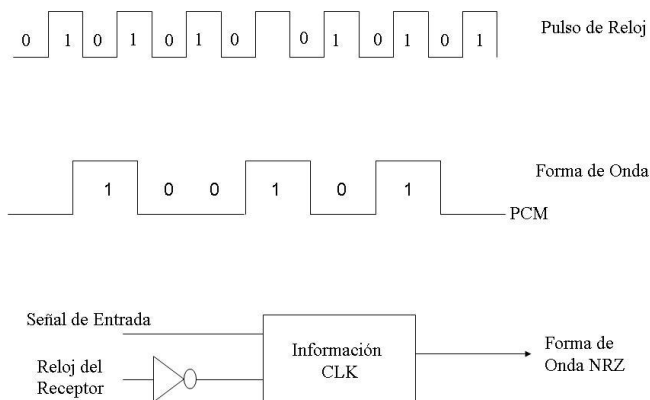 0 1 0 1 0 1 0 0 1 0 1 0 1
Pulso de Reloj
1 0 0 1 0 1
Forma de Onda
PCM
Señal de Entrada
Reloj del
Receptor
Información
CLK
Forma de
Onda NRZ